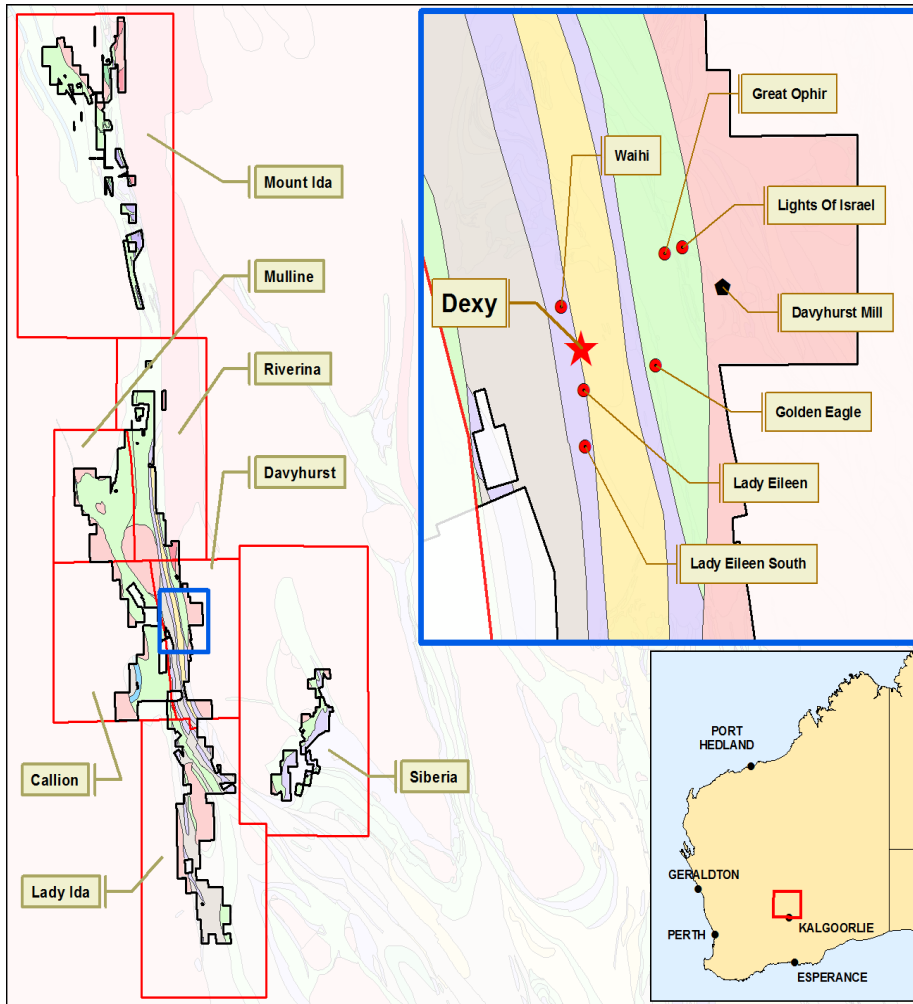 Mount Ida
Mulline
Riverina
Davyhurst
Callion
Siberia
Lady Ida
Great Ophir
Waihi
Lights Of Israel
Dexy
Davyhurst Mill
Golden Eagle
Lady Eileen
Lady Eileen South
PORT
HEDLAND
GERALDTON
KALGOORLIE
PERTH
ESPERANCE